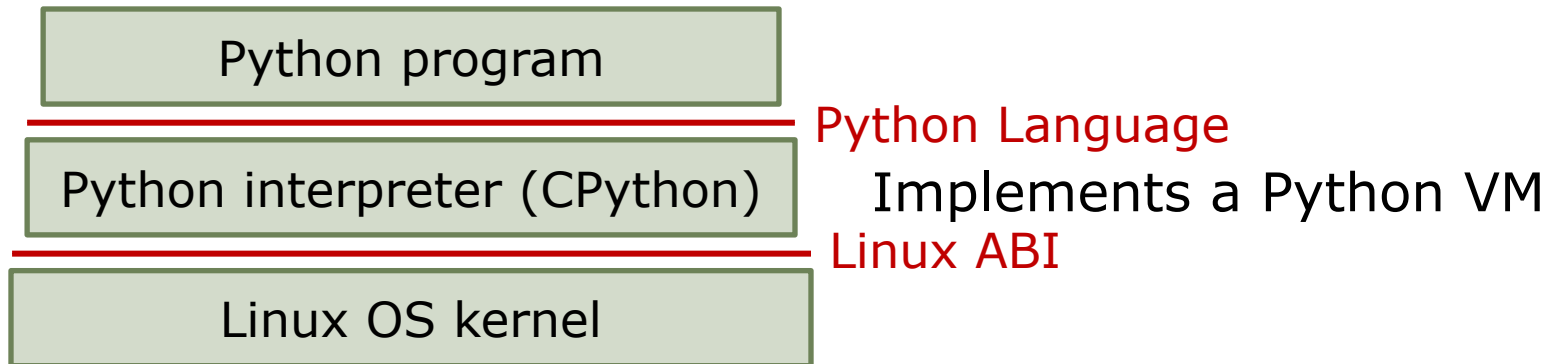 Python program
Python Language
Python interpreter (CPython)
Implements a Python VM
Linux ABI
Linux OS kernel